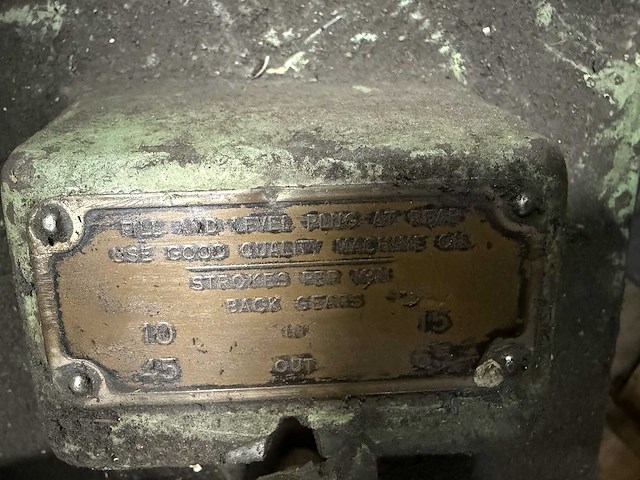 FILL AND LEVEL PLUG AT REAR
USE GOOD QUALITY MACHINE OIL
STROKES PER MIN
BACK GEARS
10 IN 15
45 OUT